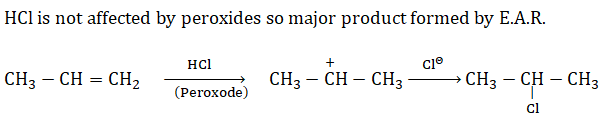 HCl is not affected by peroxides so major product formed by E.A.R.
HCl + Cl⊖
CH₃ − CH = CH₂ ⟶ CH₃ − CH − CH₃ ⟶ CH₃ − CH − CH₃
(Peroxode) |
Cl